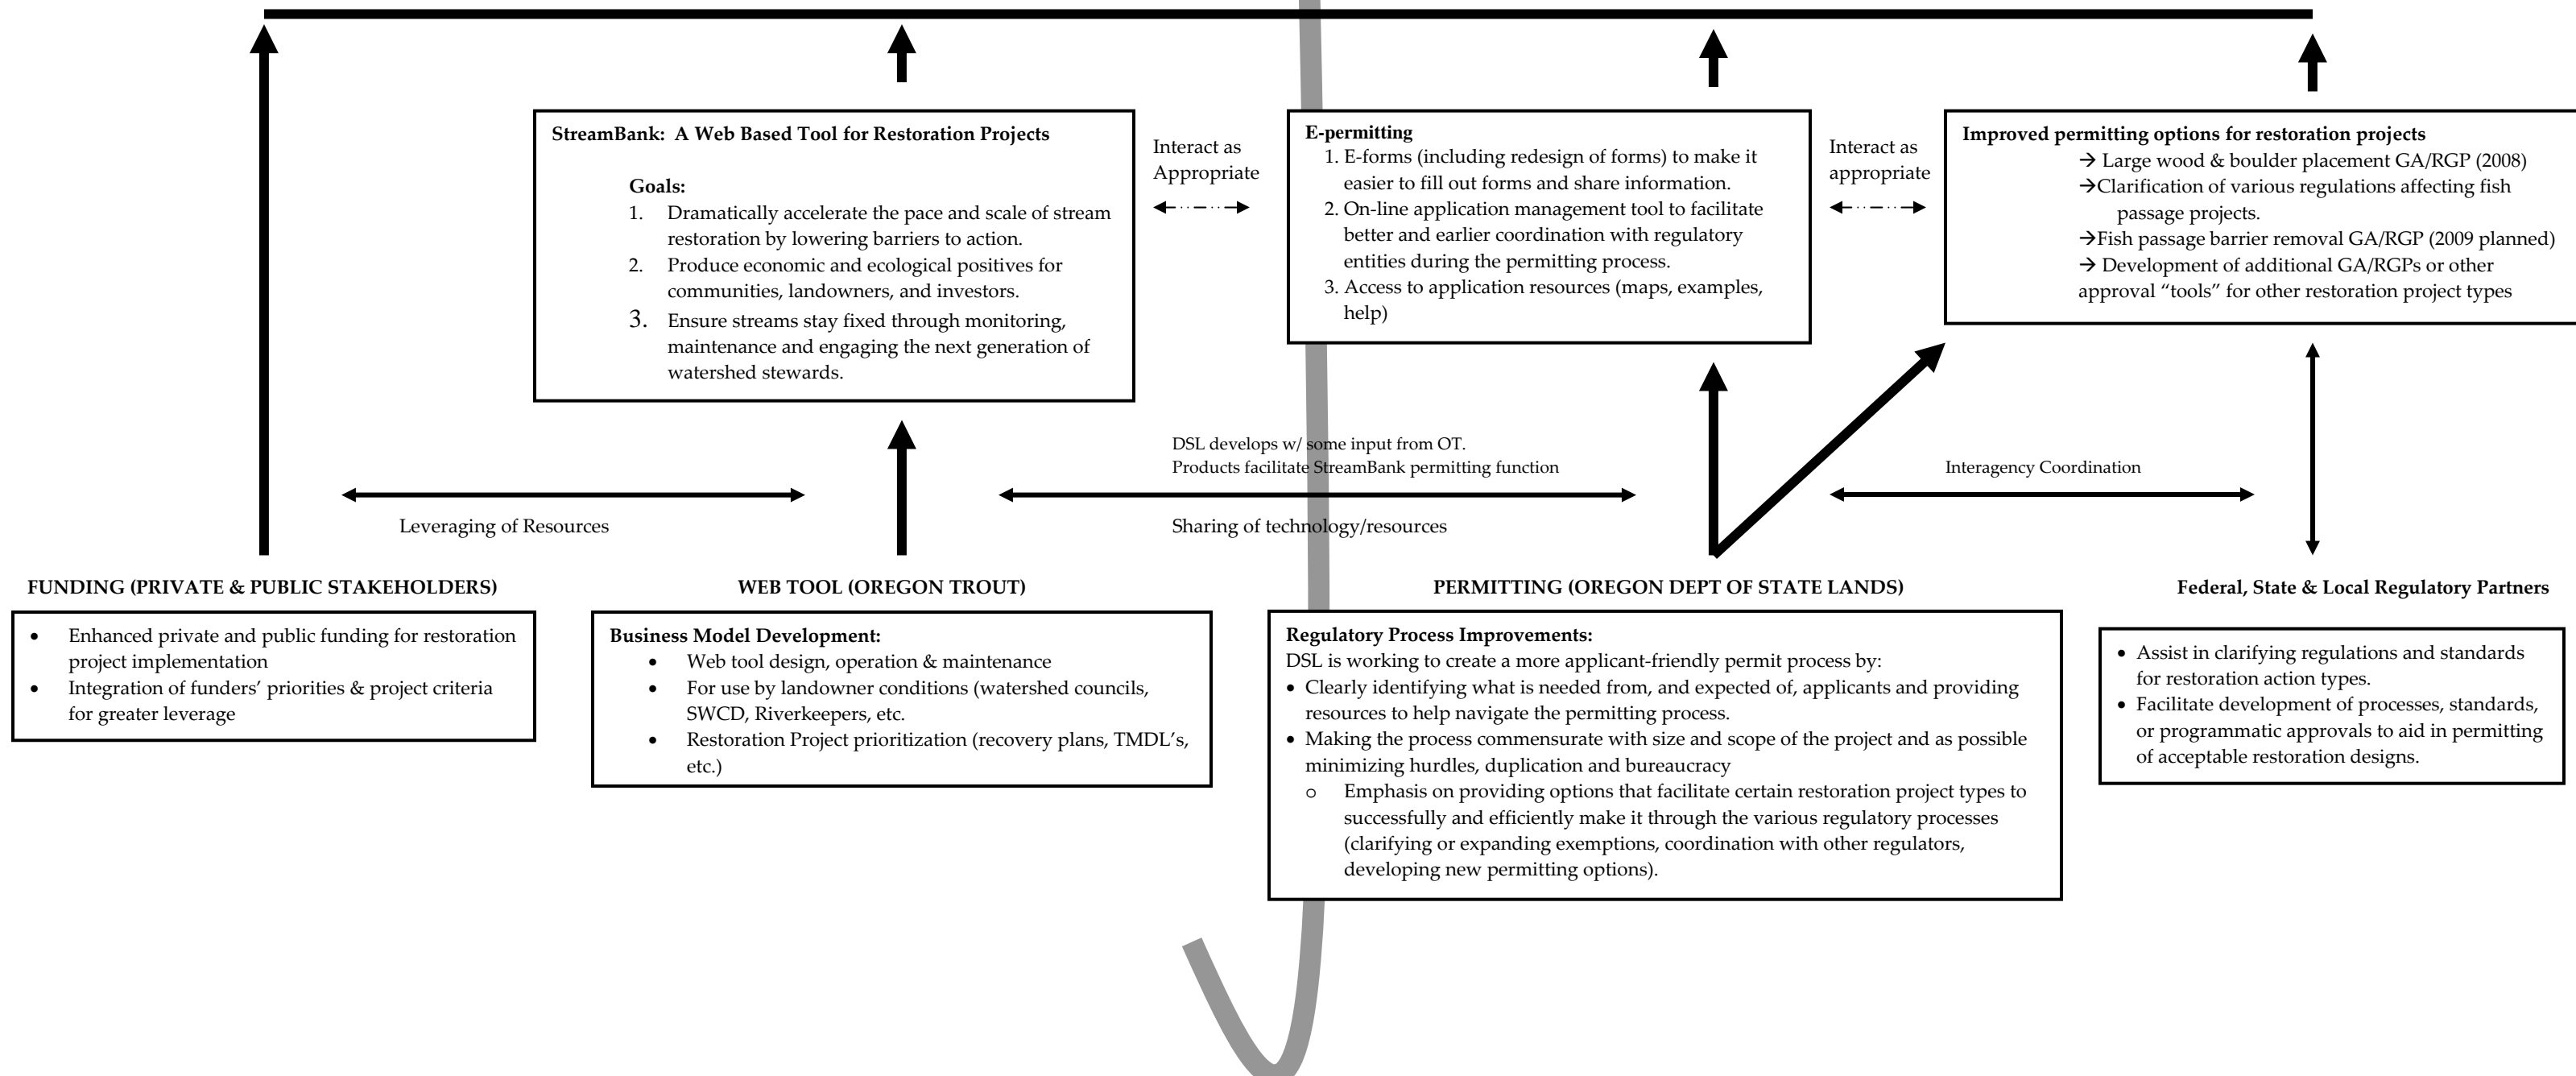 StreamBank: A Web Based Tool for Restoration Projects
Goals:
1. Dramatically accelerate the pace and scale of stream
restoration by lowering barriers to action.
2. Produce economic and ecological positives for
communities, landowners, and investors.
3. Ensure streams stay fixed through monitoring,
maintenance and engaging the next generation of
watershed stewards.
Interact as
Appropriate
E-permitting
1. E-forms (including redesign of forms) to make it
easier to fill out forms and share information.
2. On-line application management tool to facilitate
better and earlier coordination with regulatory
entities during the permitting process.
3. Access to application resources (maps, examples,
help)
Interact as
appropriate
Improved permitting options for restoration projects
→ Large wood & boulder placement GA/RGP (2008)
→Clarification of various regulations affecting fish
passage projects.
→Fish passage barrier removal GA/RGP (2009 planned)
→ Development of additional GA/RGPs or other
approval “tools” for other restoration project types
Leveraging of Resources
DSL develops w/ some input from OT.
Products facilitate StreamBank permitting function
Sharing of technology/resources
Interagency Coordination
FUNDING (PRIVATE & PUBLIC STAKEHOLDERS)
• Enhanced private and public funding for restoration
project implementation
• Integration of funders’ priorities & project criteria
for greater leverage
WEB TOOL (OREGON TROUT)
Business Model Development:
• Web tool design, operation & maintenance
• For use by landowner conditions (watershed councils,
SWCD, Riverkeepers, etc.
• Restoration Project prioritization (recovery plans, TMDL’s,
etc.)
PERMITTING (OREGON DEPT OF STATE LANDS)
Regulatory Process Improvements:
DSL is working to create a more applicant-friendly permit process by:
• Clearly identifying what is needed from, and expected of, applicants and providing
resources to help navigate the permitting process.
• Making the process commensurate with size and scope of the project and as possible
minimizing hurdles, duplication and bureaucracy
o Emphasis on providing options that facilitate certain restoration project types to
successfully and efficiently make it through the various regulatory processes
(clarifying or expanding exemptions, coordination with other regulators,
developing new permitting options).
Federal, State & Local Regulatory Partners
• Assist in clarifying regulations and standards
for restoration action types.
• Facilitate development of processes, standards,
or programmatic approvals to aid in permitting
of acceptable restoration designs.